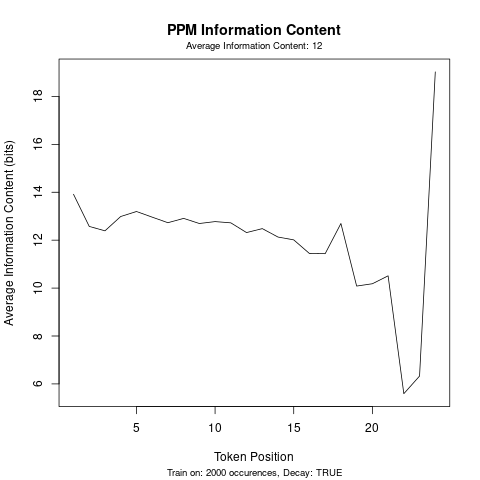 PPM Information Content
Average Information Content: 12
Average Information Content (bits)
18
16
14
12
10
8
6
5
10
15
20
Token Position
Train on: 2000 occurences, Decay: TRUE